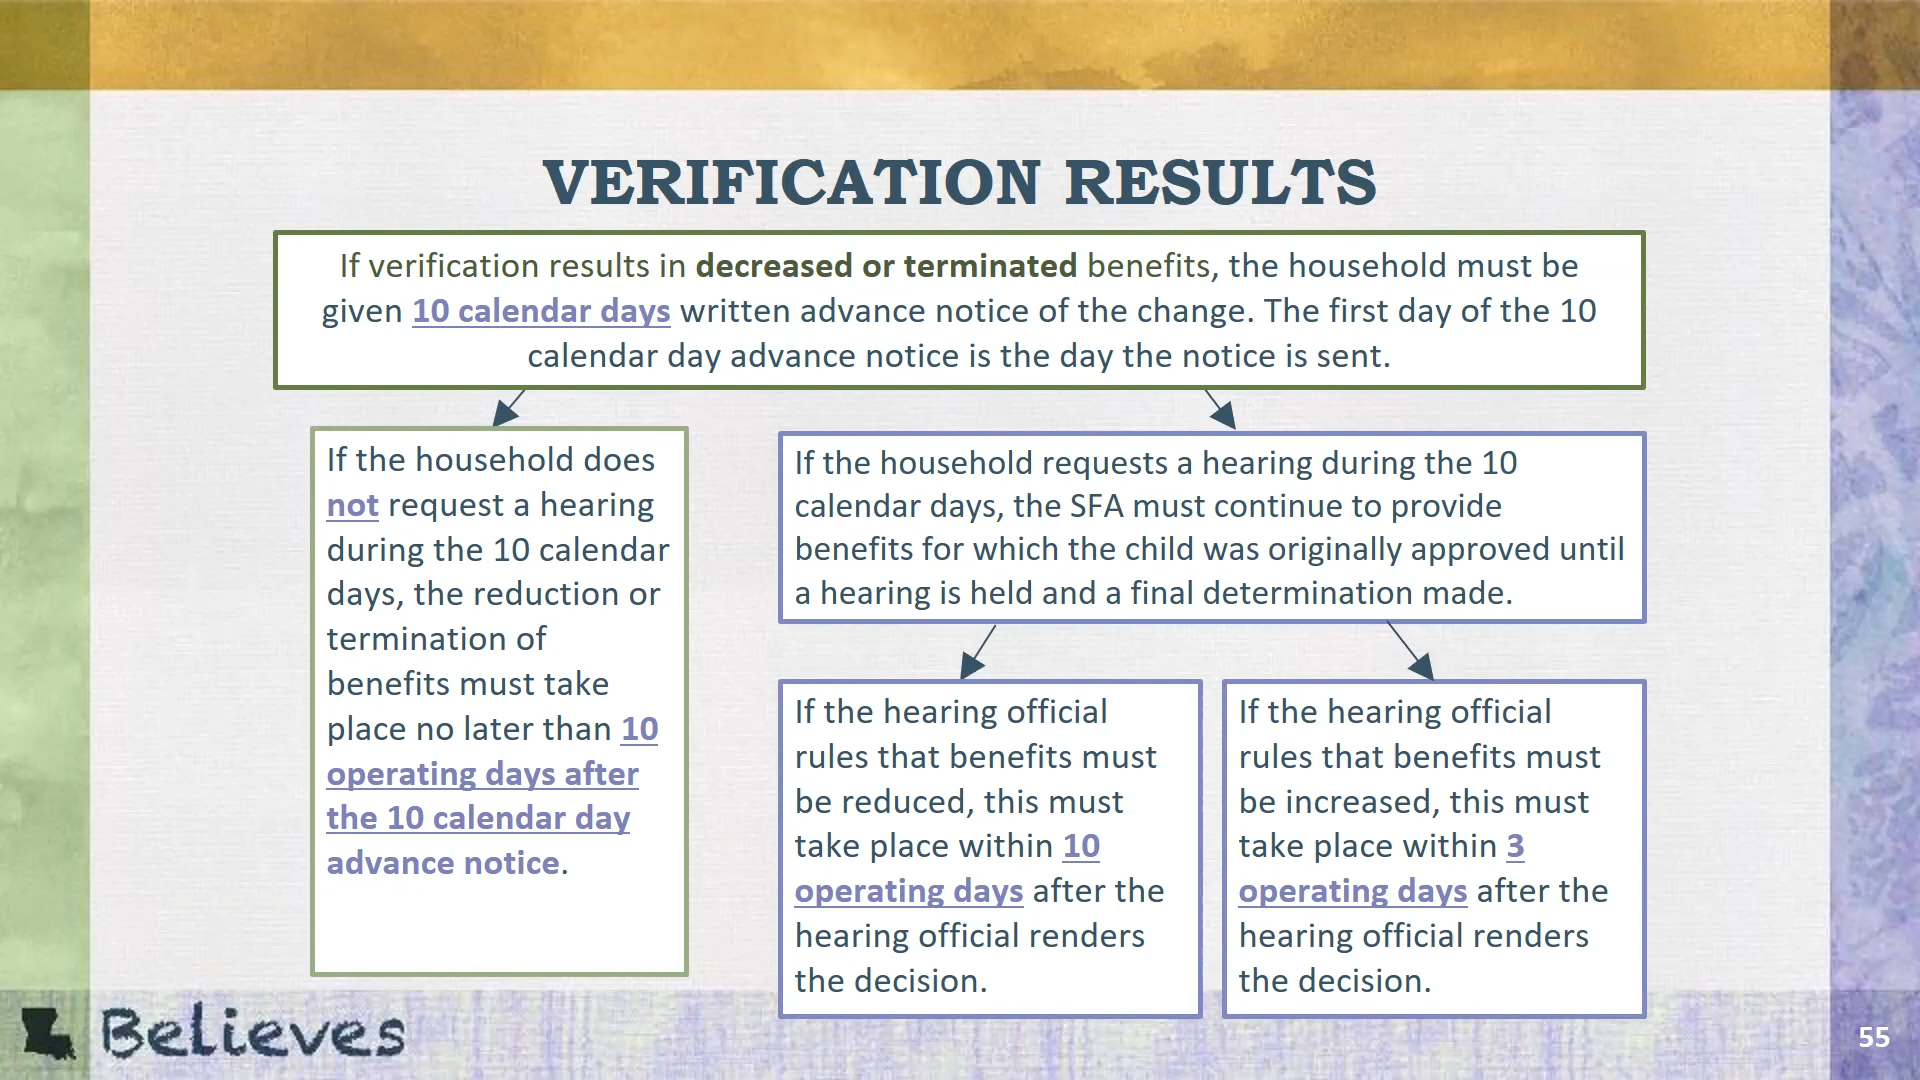 VERIFICATION RESULTS
If verification results in decreased or terminated benefits, the household must be
given 10 calendar days written advance notice of the change. The first day of the 10
calendar day advance notice is the day the notice is sent.
If the household does
not request a hearing
during the 10 calendar
days, the reduction or
termination of
benefits must take
place no later than 10
operating days after
the 10 calendar day
advance notice.
If the household requests a hearing during the 10
calendar days, the SFA must continue to provide
benefits for which the child was originally approved until
a hearing is held and a final determination made.
If the hearing official
rules that benefits must
be reduced, this must
take place within 10
operating days after the
hearing official renders
the decision.
If the hearing official
rules that benefits must
be increased, this must
take place within 3
operating days after the
hearing official renders
the decision.
Believes
55